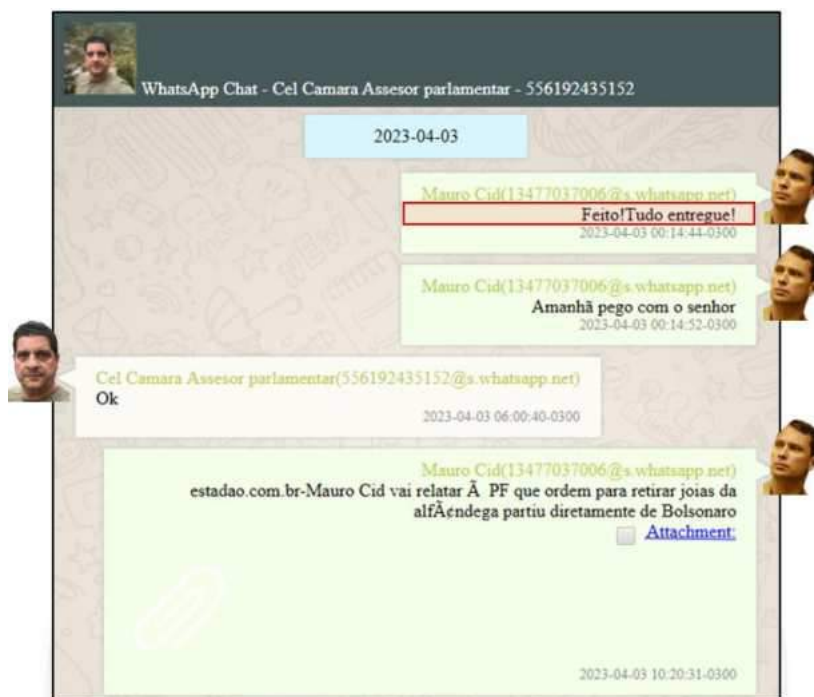 WhatsApp Chat - Cel Camara Assesor parlamentar - 556192435152
2023-04-03
Mauro Cid(13477037006@s.whatsapp.net)
Feito!Tudo entregue!
2023-04-03 00:14:44-0300
Mauro Cid(13477037006@s.whatsapp.net)
Amanhã pego com o senhor
2023-04-03 00:14:52-0300
Cel Camara Assesor parlamentar(556192435152@s.whatsapp.net)
Ok
2023-04-03 06:00:40-0300
Mauro Cid(13477037006@s.whatsapp.net)
estadao.com.br-Mauro Cid vai relatar Ã PF que ordem para retirar joias da
alfÃ¢ndega partiu diretamente de Bolsonaro
Attachment:
2023-04-03 10:20:31-0300